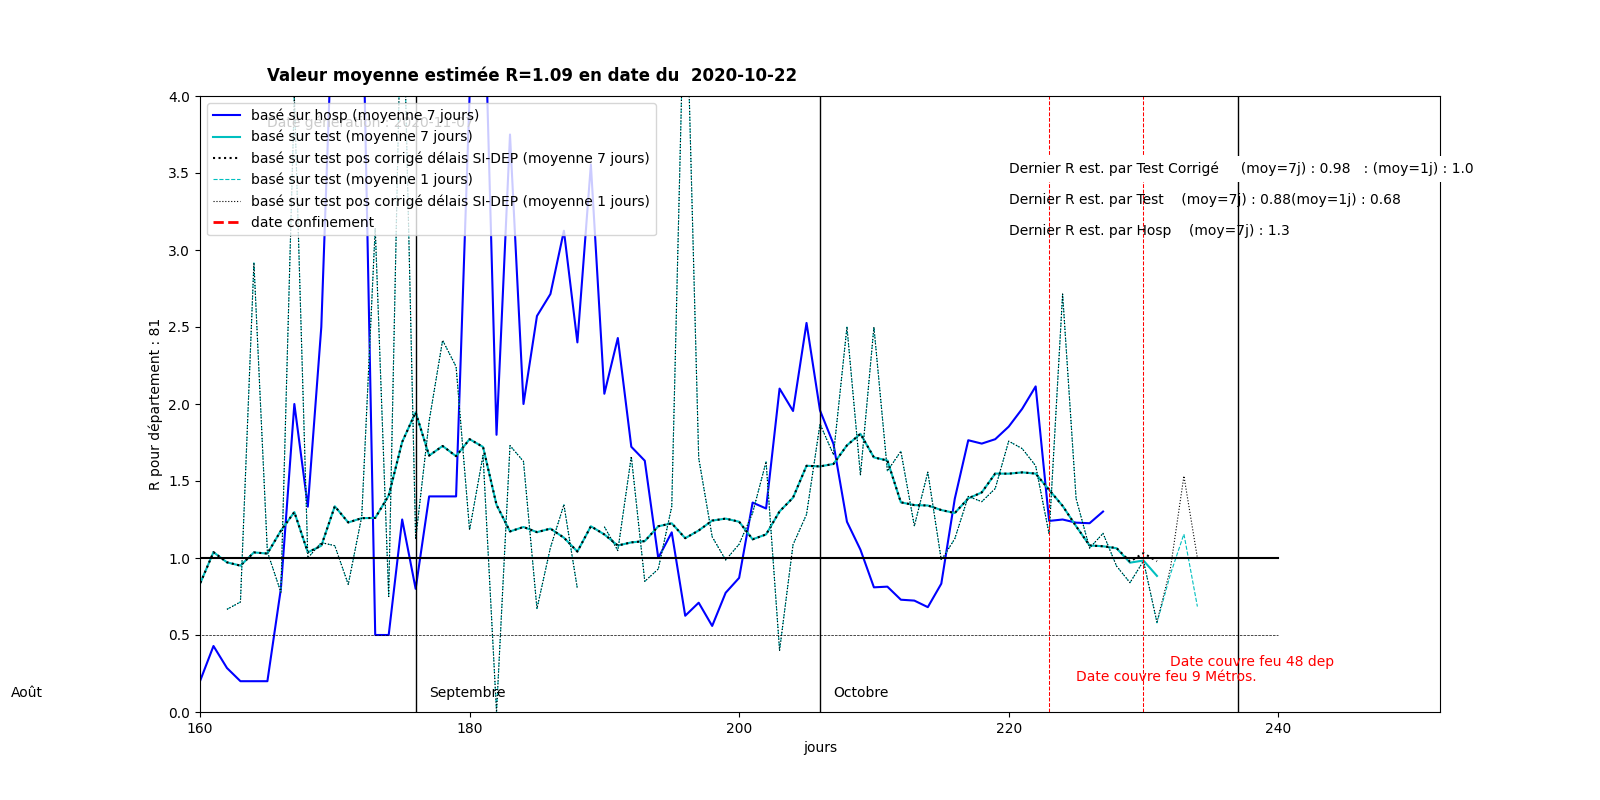 Valeur moyenne estimée R=1.09 en date du  2020-10-22
4.0
3.5
3.0
2.5
2.0
1.5
1.0
0.5
0.0
R pour département : 81
basé sur hosp (moyenne 7 jours)
basé sur test (moyenne 7 jours)
basé sur test pos corrigé délais SI-DEP (moyenne 7 jours)
basé sur test (moyenne 1 jours)
basé sur test pos corrigé délais SI-DEP (moyenne 1 jours)
date confinement
Dernier R est. par Test Corrigé     (moy=7j) : 0.98   : (moy=1j) : 1.0
Dernier R est. par Test    (moy=7j) : 0.88(moy=1j) : 0.68
Dernier R est. par Hosp    (moy=7j) : 1.3
Date couvre feu 48 dep
Date couvre feu 9 Métros.
Août
Septembre
Octobre
160 180 200 220 240
jours